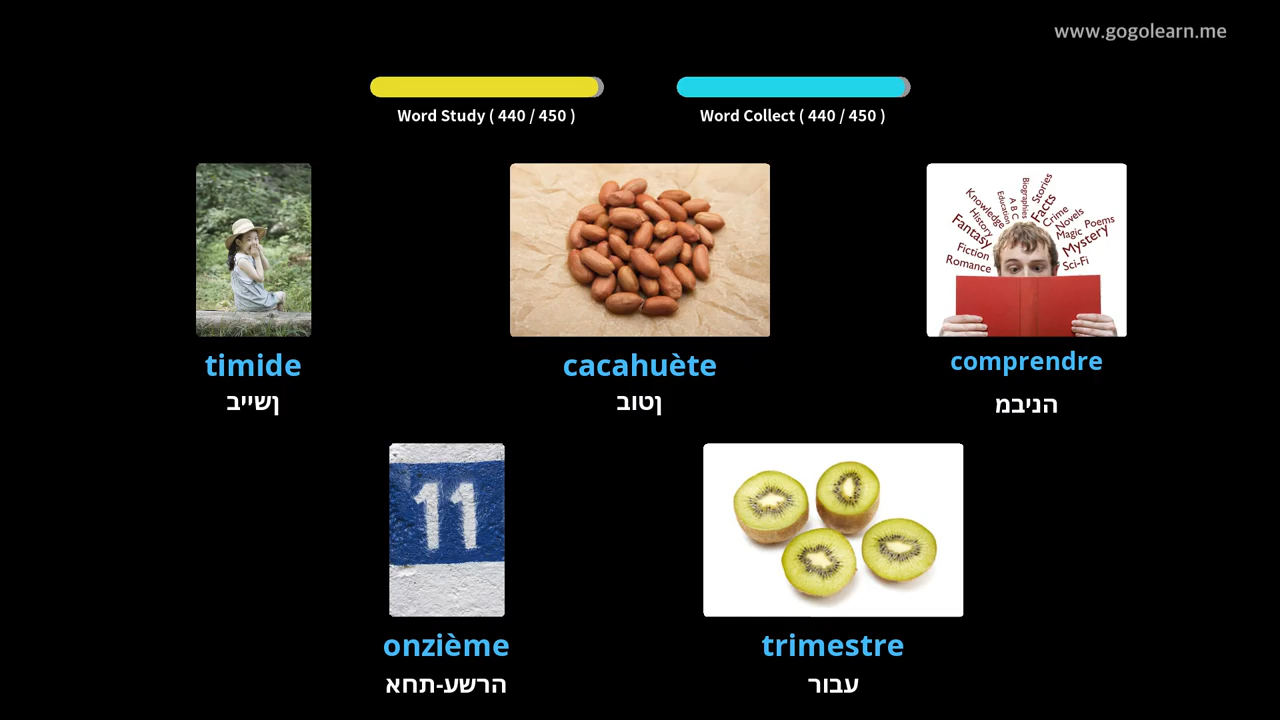 www.gogolearn.me
Word Study ( 440 / 450 )
Word Collect ( 440 / 450 )
Knowledge
History
Fantasy
Fiction
Romance
Education
A B C
Biographies
Stories
Facts
Crime
Novels
Magic
Poems
Mystery
Sci-Fi
timide
cacahuète
comprendre
ןשייב
ןטוב
הניבמ
11
onzième
trimestre
הרשע-תחא
עבור